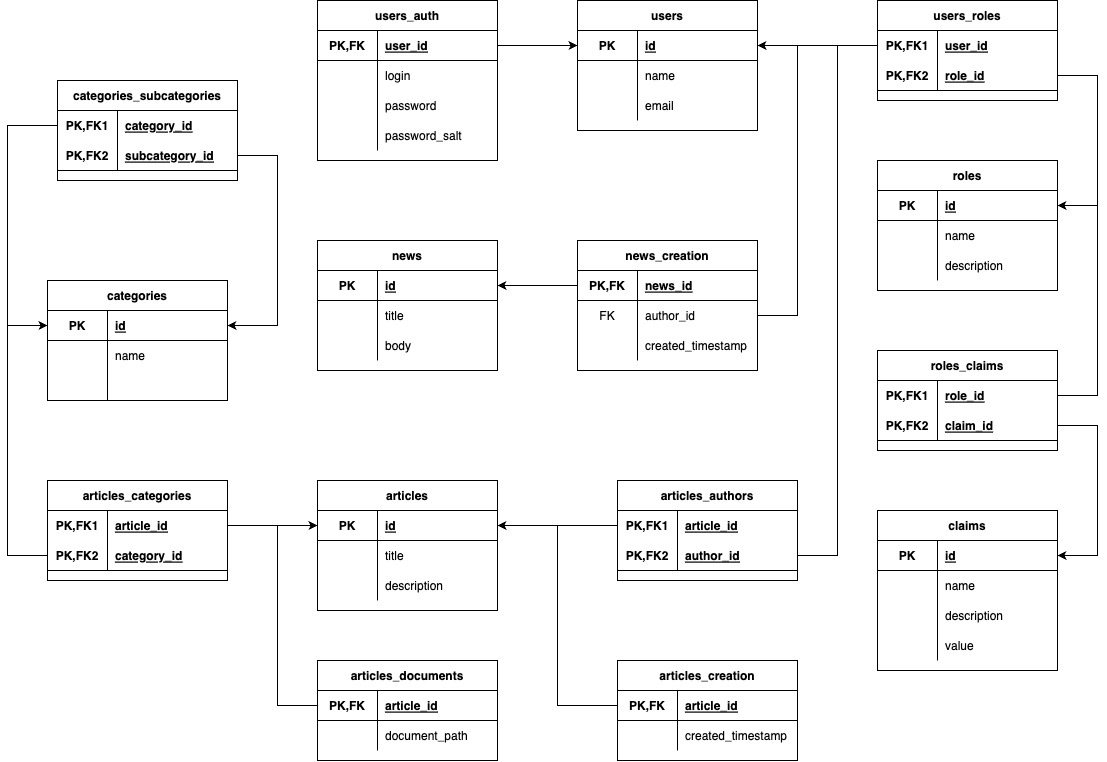 users_auth
PK,FK user_id
login
password
password_salt
users
PK id
name
email
users_roles
PK,FK1 user_id
PK,FK2 role_id
categories_subcategories
PK,FK1 category_id
PK,FK2 subcategory_id
roles
PK id
name
description
news
PK id
title
body
news_creation
PK,FK news_id
FK author_id
created_timestamp
categories
PK id
name
roles_claims
PK,FK1 role_id
PK,FK2 claim_id
articles_categories
PK,FK1 article_id
PK,FK2 category_id
articles
PK id
title
description
articles_authors
PK,FK1 article_id
PK,FK2 author_id
claims
PK id
name
description
value
articles_documents
PK,FK article_id
document_path
articles_creation
PK,FK article_id
created_timestamp